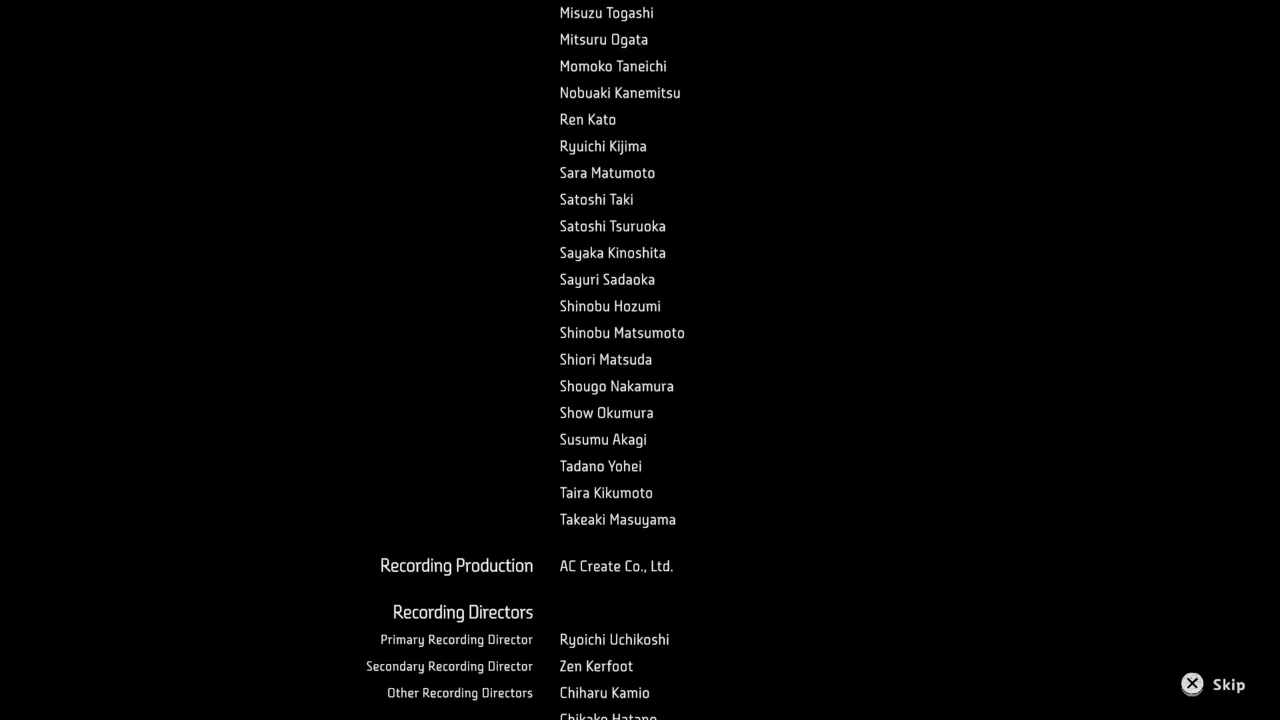 Misuzu Togashi
Mitsuru Ogata
Momoko Taneichi
Nobuaki Kanemitsu
Ren Kato
Ryuichi Kijima
Sara Matumoto
Satoshi Taki
Satoshi Tsuruoka
Sayaka Kinoshita
Sayuri Sadaoka
Shinobu Hozumi
Shinobu Matsumoto
Shiori Matsuda
Shougo Nakamura
Show Okumura
Susumu Akagi
Tadano Yohei
Taira Kikumoto
Takeaki Masuyama
Recording Production AC Create Co., Ltd.
Recording Directors
Primary Recording Director Ryoichi Uchikoshi
Secondary Recording Director Zen Kerfoot
Other Recording Directors Chiharu Kamio
Chikako Hatano
Skip